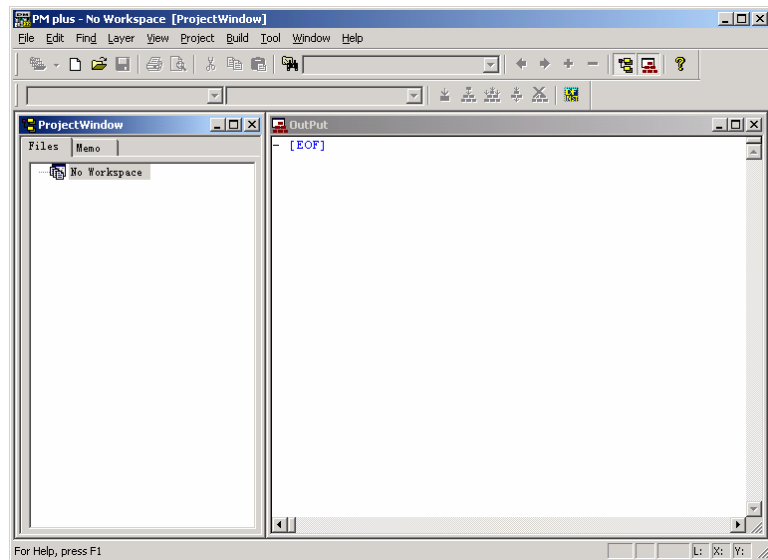 PM plus - No Workspace [ProjectWindow]
File Edit Find Layer View Project Build Tool Window Help
ProjectWindow
Files Memo
No Workspace
OutPut
[EOF]
For Help, press F1
L: X: Y: